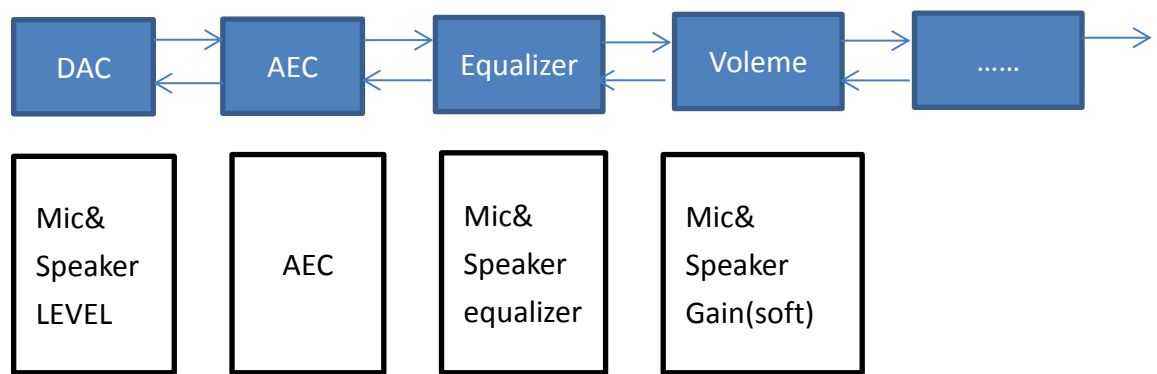 DAC
AEC
Equalizer
Voleme
......
Mic&
Speaker
LEVEL
AEC
Mic&
Speaker
equalizer
Mic&
Speaker
Gain(soft)